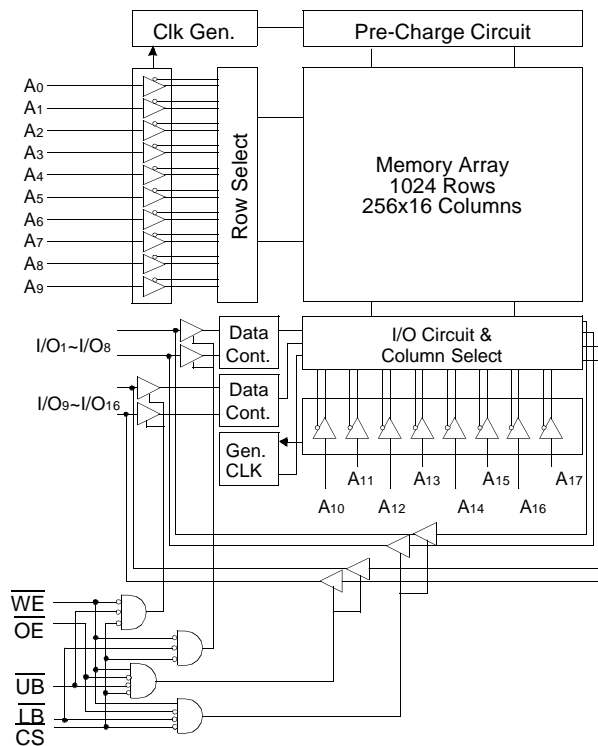 Clk Gen.
Pre-Charge Circuit
A0
A1
A2
A3
A4
A5
A6
A7
A8
A9
Row Select
Memory Array
1024 Rows
256x16 Columns
I/O1~I/O8
Data
Cont.
I/O Circuit &
Column Select
I/O9~I/O16
Data
Cont.
Gen.
CLK
A10
A11
A12
A13
A14
A15
A16
A17
WE
OE
UB
LB
CS